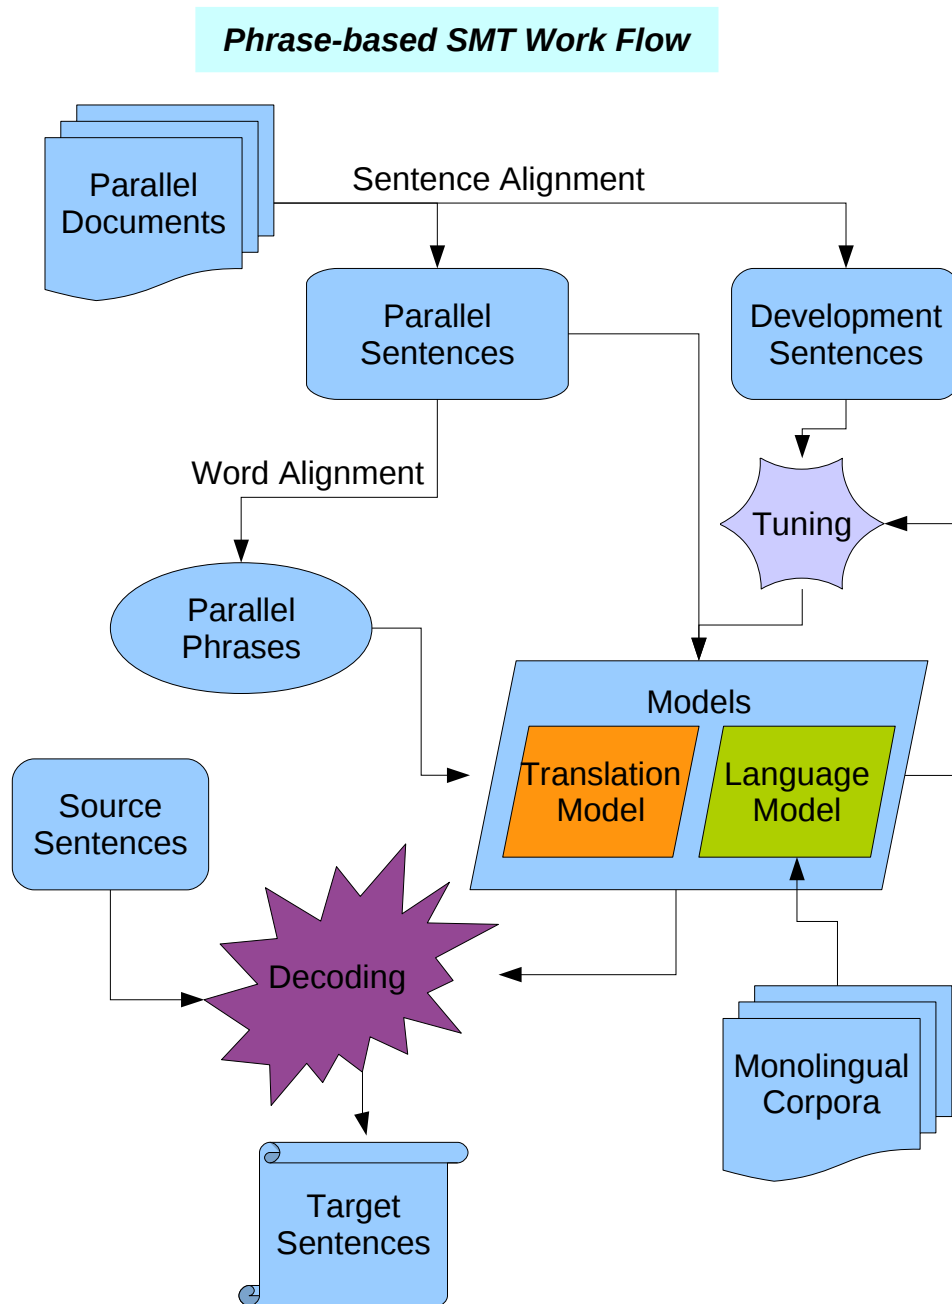 Phrase-based SMT Work Flow
Parallel
Documents
Sentence Alignment
Parallel
Sentences
Development
Sentences
Word Alignment
Tuning
Parallel
Phrases
Models
Translation
Model
Language
Model
Source
Sentences
Decoding
Monolingual
Corpora
Target
Sentences